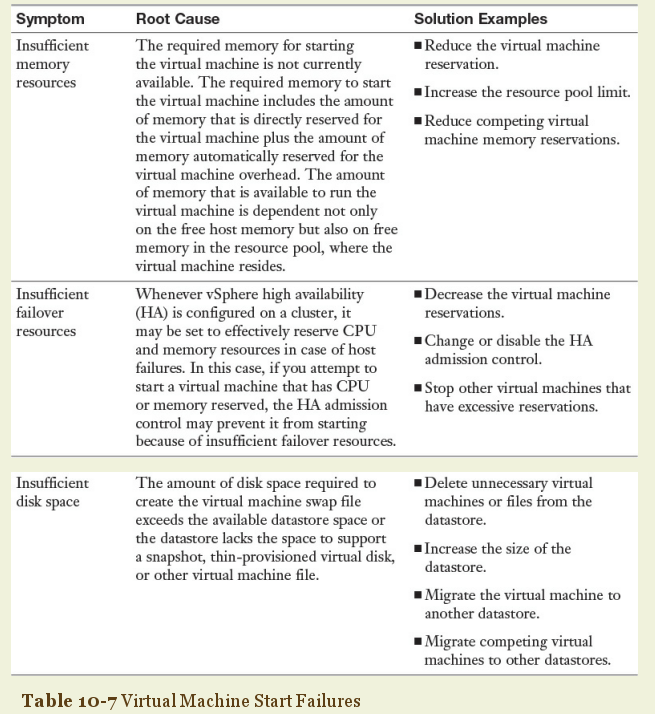 Symptom Root Cause Solution Examples
Insufficient
memory
resources
The required memory for starting
the virtual machine is not currently
available. The required memory to start
the virtual machine includes the amount
of memory that is directly reserved for
the virtual machine plus the amount of
memory automatically reserved for the
virtual machine overhead. The amount
of memory that is available to run the
virtual machine is dependent not only
on the free host memory but also on free
memory in the resource pool, where the
virtual machine resides.
■ Reduce the virtual machine
reservation.
■ Increase the resource pool limit.
■ Reduce competing virtual
machine memory reservations.
Insufficient
failover
resources
Whenever vSphere high availability
(HA) is configured on a cluster, it
may be set to effectively reserve CPU
and memory resources in case of host
failures. In this case, if you attempt to
start a virtual machine that has CPU
or memory reserved, the HA admission
control may prevent it from starting
because of insufficient failover resources.
■ Decrease the virtual machine
reservations.
■ Change or disable the HA
admission control.
■ Stop other virtual machines that
have excessive reservations.
Insufficient
disk space
The amount of disk space required to
create the virtual machine swap file
exceeds the available datastore space or
the datastore lacks the space to support
a snapshot, thin-provisioned virtual disk,
or other virtual machine file.
■ Delete unnecessary virtual
machines or files from the
datastore.
■ Increase the size of the
datastore.
■ Migrate the virtual machine to
another datastore.
■ Migrate competing virtual
machines to other datastores.
Table 10-7 Virtual Machine Start Failures